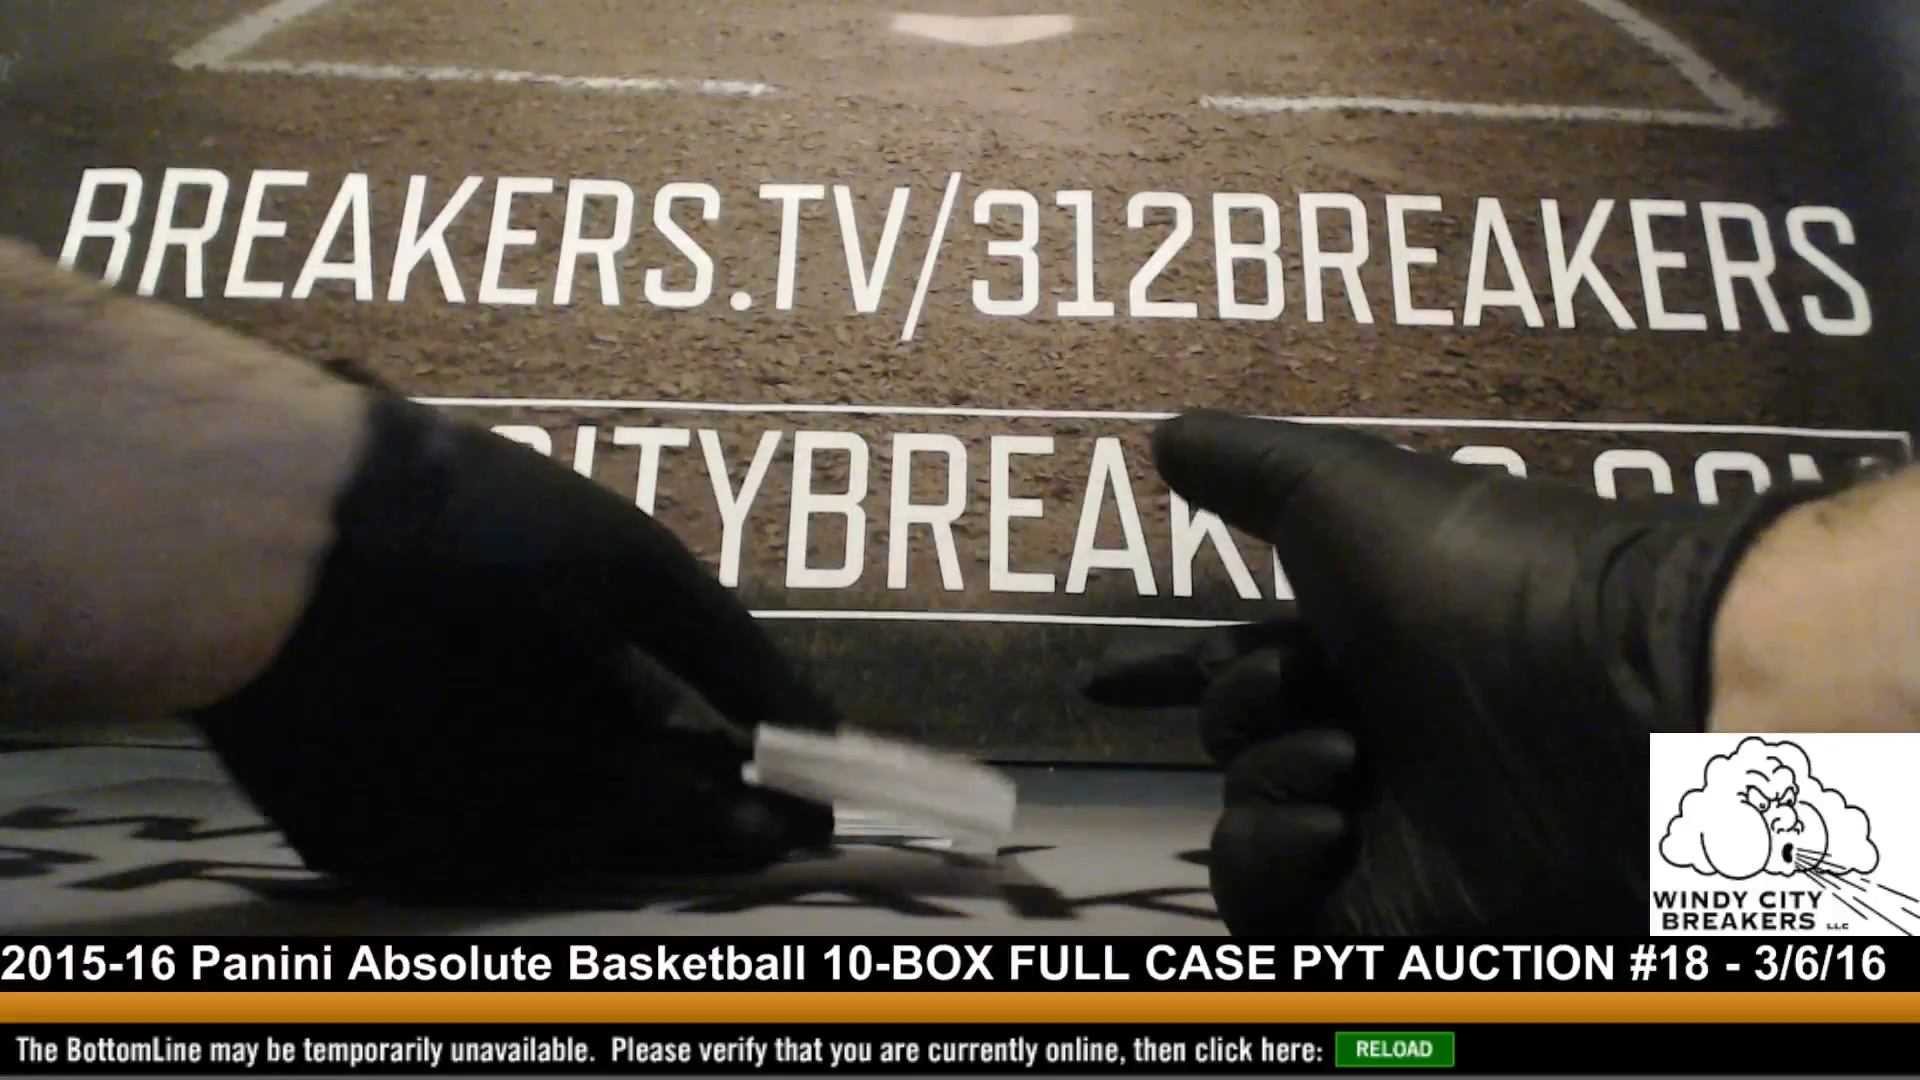 BREAKERS.TV/312BREAKERS
CITYBREAK
WINDY CITY
BREAKERS LLC
2015-16 Panini Absolute Basketball 10-BOX FULL CASE PYT AUCTION #18 - 3/6/16
The BottomLine may be temporarily unavailable. Please verify that you are currently online, then click here: RELOAD